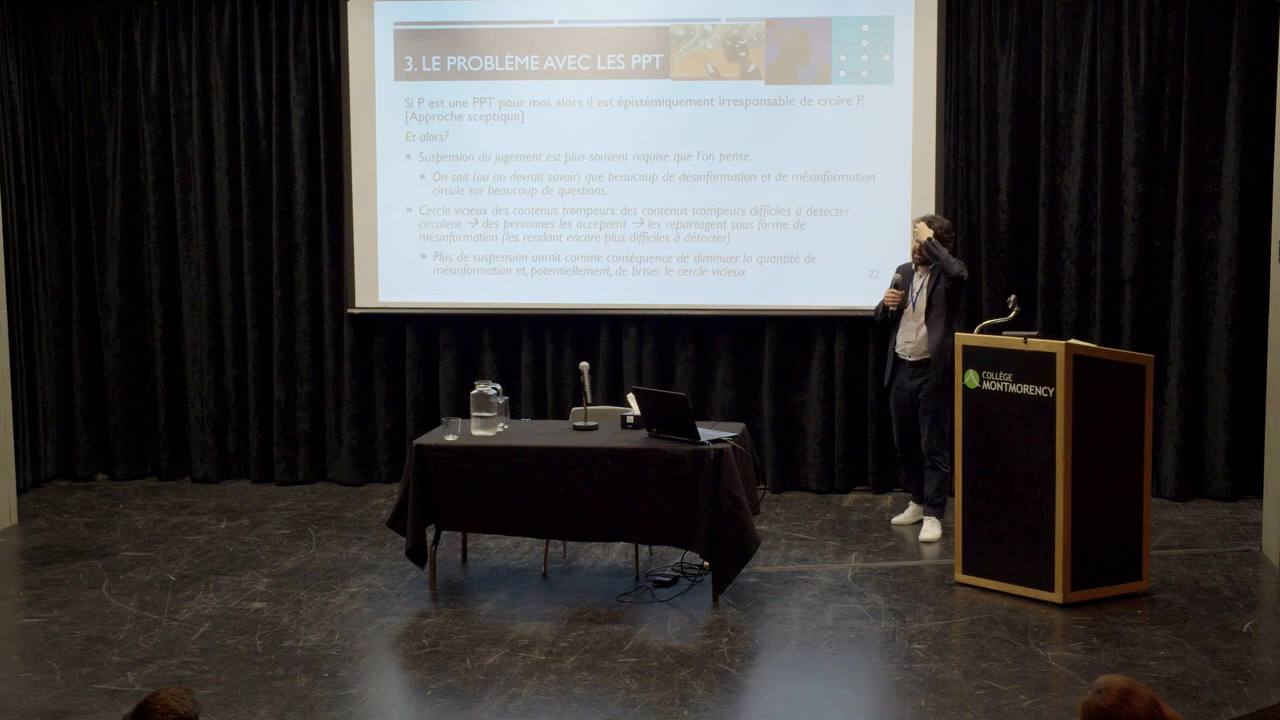 3. LE PROBLÈME AVEC LES PPT
Si P est une PPT pour moi, alors il est épistémiquement irresponsable de croire P.
[Approche sceptique]
Et alors?
Suspension du jugement est plus souvent requise que l'on pense.
On sait (ou on devrait savoir) que beaucoup de désinformation et de mésinformation
circule sur beaucoup de questions.
Cercle vicieux des contenus trompeurs: des contenus trompeurs difficiles à détecter
circulent → des personnes les acceptent → les repartagent sous forme de
mésinformation (les rendant encore plus difficiles à détecter)
Plus de suspension aurait comme conséquence de diminuer la quantité de
mésinformation et, potentiellement, de briser le cercle vicieux
22
COLLÈGE
MONTMORENCY